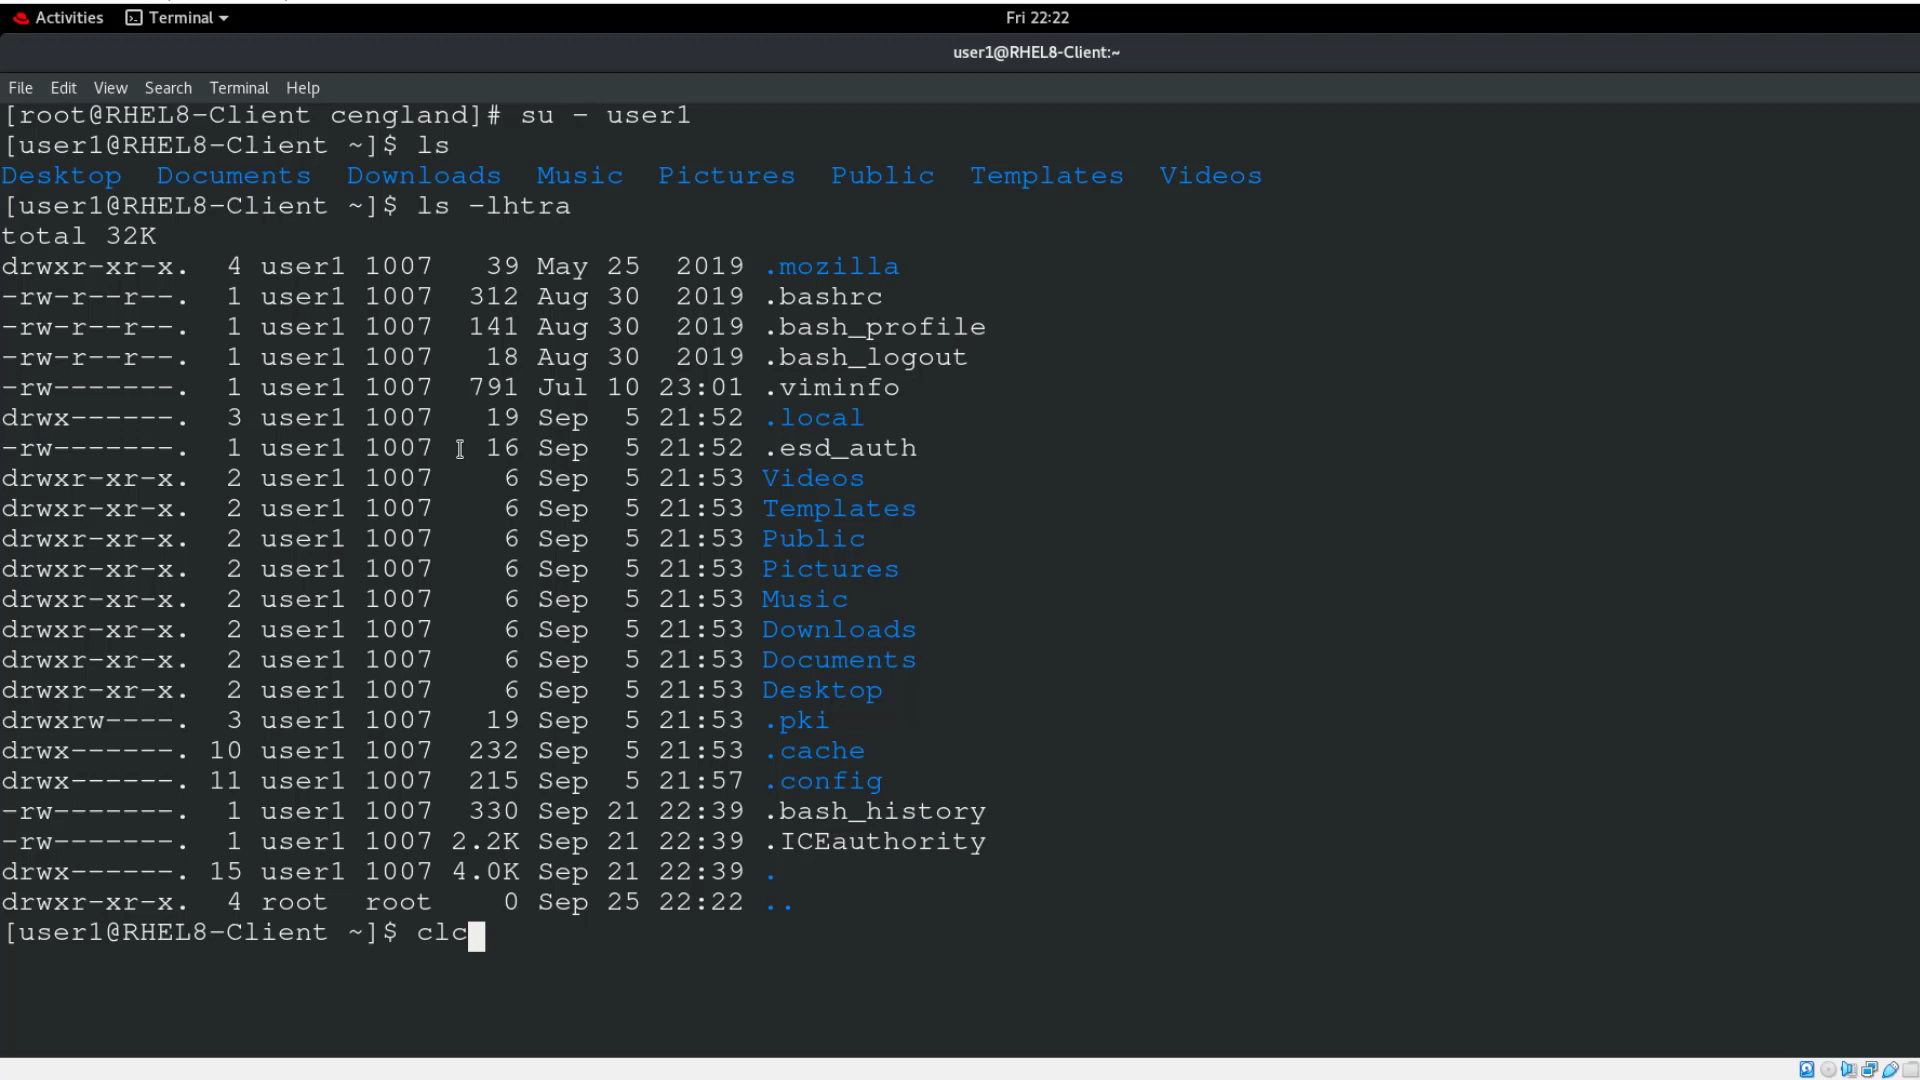 Activities Terminal Fri 22:22
user1@RHEL8-Client:~
File Edit View Search Terminal Help
[root@RHEL8-Client cengland]# su - user1
[user1@RHEL8-Client ~]$ ls
Desktop Documents Downloads Music Pictures Public Templates Videos
[user1@RHEL8-Client ~]$ ls -lhtra
total 32K
drwxr-xr-x. 4 user1 1007 39 May 25 2019 .mozilla
-rw-r--r--. 1 user1 1007 312 Aug 30 2019 .bashrc
-rw-r--r--. 1 user1 1007 141 Aug 30 2019 .bash_profile
-rw-r--r--. 1 user1 1007 18 Aug 30 2019 .bash_logout
-rw-------. 1 user1 1007 791 Jul 10 23:01 .viminfo
drwx------. 3 user1 1007 19 Sep 5 21:52 .local
-rw-------. 1 user1 1007 16 Sep 5 21:52 .esd_auth
drwxr-xr-x. 2 user1 1007 6 Sep 5 21:53 Videos
drwxr-xr-x. 2 user1 1007 6 Sep 5 21:53 Templates
drwxr-xr-x. 2 user1 1007 6 Sep 5 21:53 Public
drwxr-xr-x. 2 user1 1007 6 Sep 5 21:53 Pictures
drwxr-xr-x. 2 user1 1007 6 Sep 5 21:53 Music
drwxr-xr-x. 2 user1 1007 6 Sep 5 21:53 Downloads
drwxr-xr-x. 2 user1 1007 6 Sep 5 21:53 Documents
drwxr-xr-x. 2 user1 1007 6 Sep 5 21:53 Desktop
drwxrw----. 3 user1 1007 19 Sep 5 21:53 .pki
drwx------. 10 user1 1007 232 Sep 5 21:53 .cache
drwx------. 11 user1 1007 215 Sep 5 21:57 .config
-rw-------. 1 user1 1007 330 Sep 21 22:39 .bash_history
-rw-------. 1 user1 1007 2.2K Sep 21 22:39 .ICEauthority
drwx------. 15 user1 1007 4.0K Sep 21 22:39 .
drwxr-xr-x. 4 root root 0 Sep 25 22:22 ..
[user1@RHEL8-Client ~]$ clc